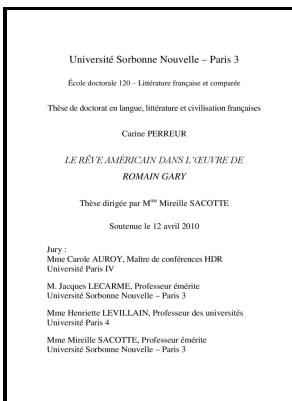 Université Sorbonne Nouvelle – Paris 3
École doctorale 120 – Littérature française et comparée
Thèse de doctorat en langue, littérature et civilisation françaises
Carine PERREUR
LE RÊVE AMÉRICAIN DANS L'ŒUVRE DE
ROMAIN GARY
Thèse dirigée par Mme Mireille SACOTTE
Soutenue le 12 avril 2010
Jury :
Mme Carole AUROY, Maître de conférences HDR
Université Paris IV
M. Jacques LECARME, Professeur émérite
Université Sorbonne Nouvelle – Paris 3
Mme Henriette LEVILLAIN, Professeur des universités
Université Paris 4
Mme Mireille SACOTTE, Professeur émérite
Université Sorbonne Nouvelle – Paris 3